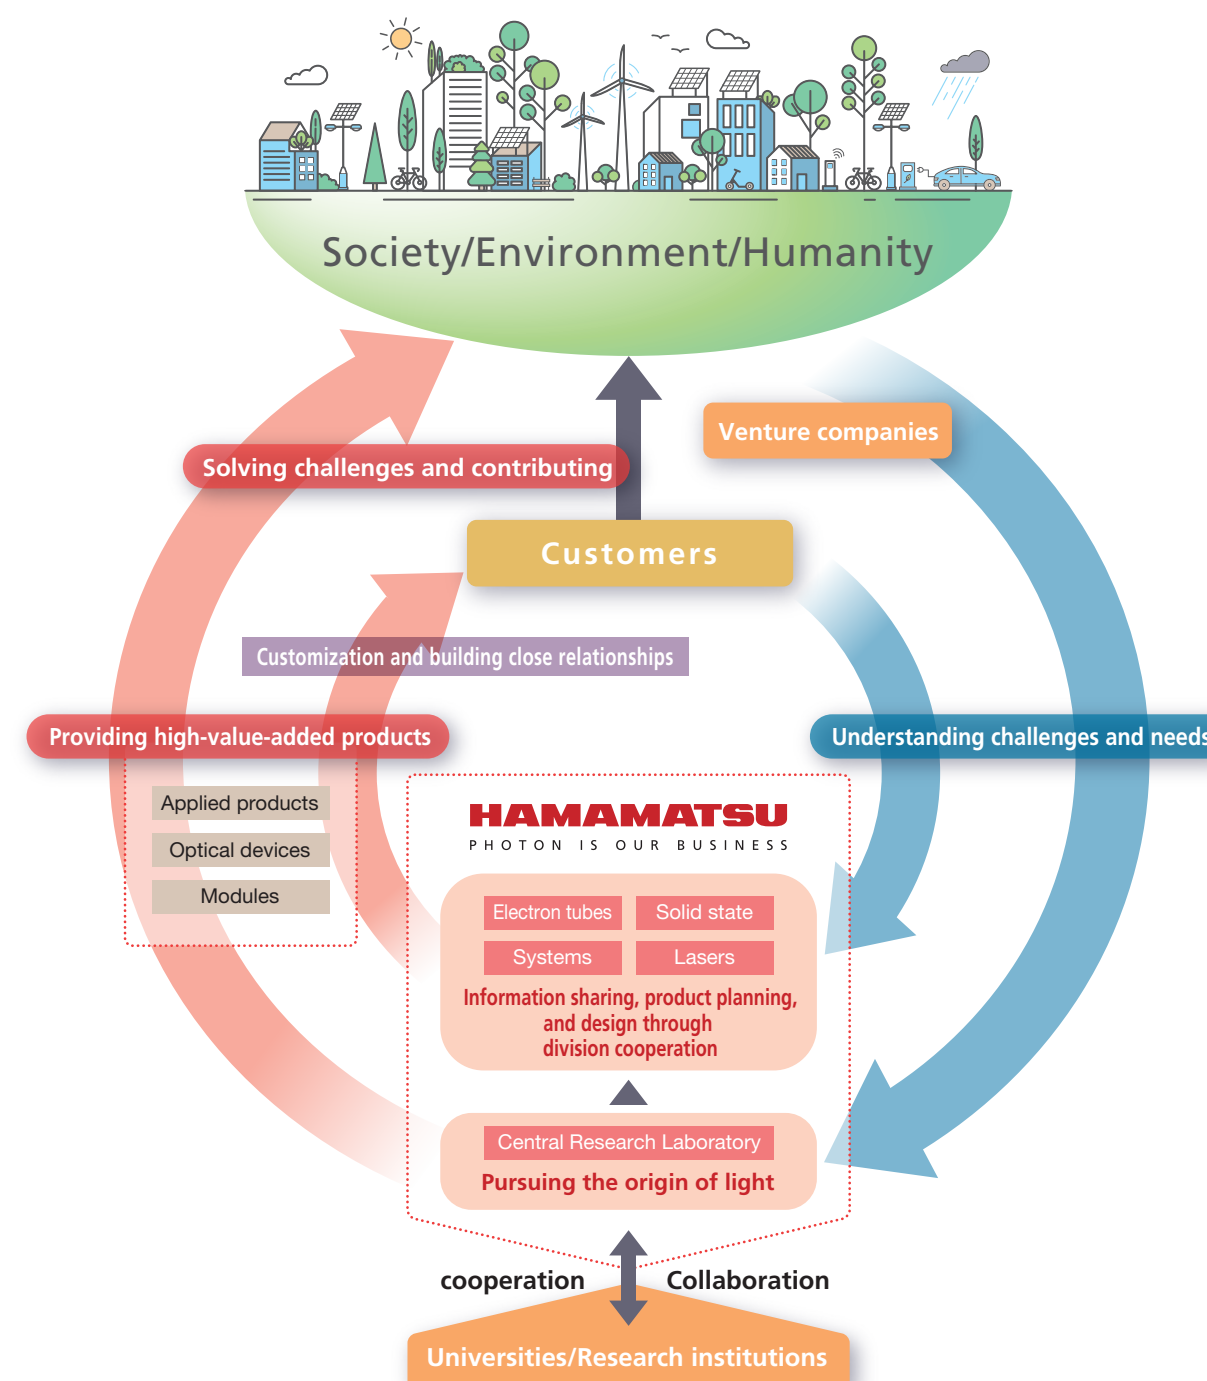 Society/Environment/Humanity
Venture companies
Solving challenges and contributing
Customers
Customization and building close relationships
Providing high-value-added products
Understanding challenges and needs
Applied products
Optical devices
Modules
HAMAMATSU
PHOTON IS OUR BUSINESS
Electron tubes
Solid state
Systems
Lasers
Information sharing, product planning,
and design through
division cooperation
Central Research Laboratory
Pursuing the origin of light
cooperation
Collaboration
Universities/Research institutions